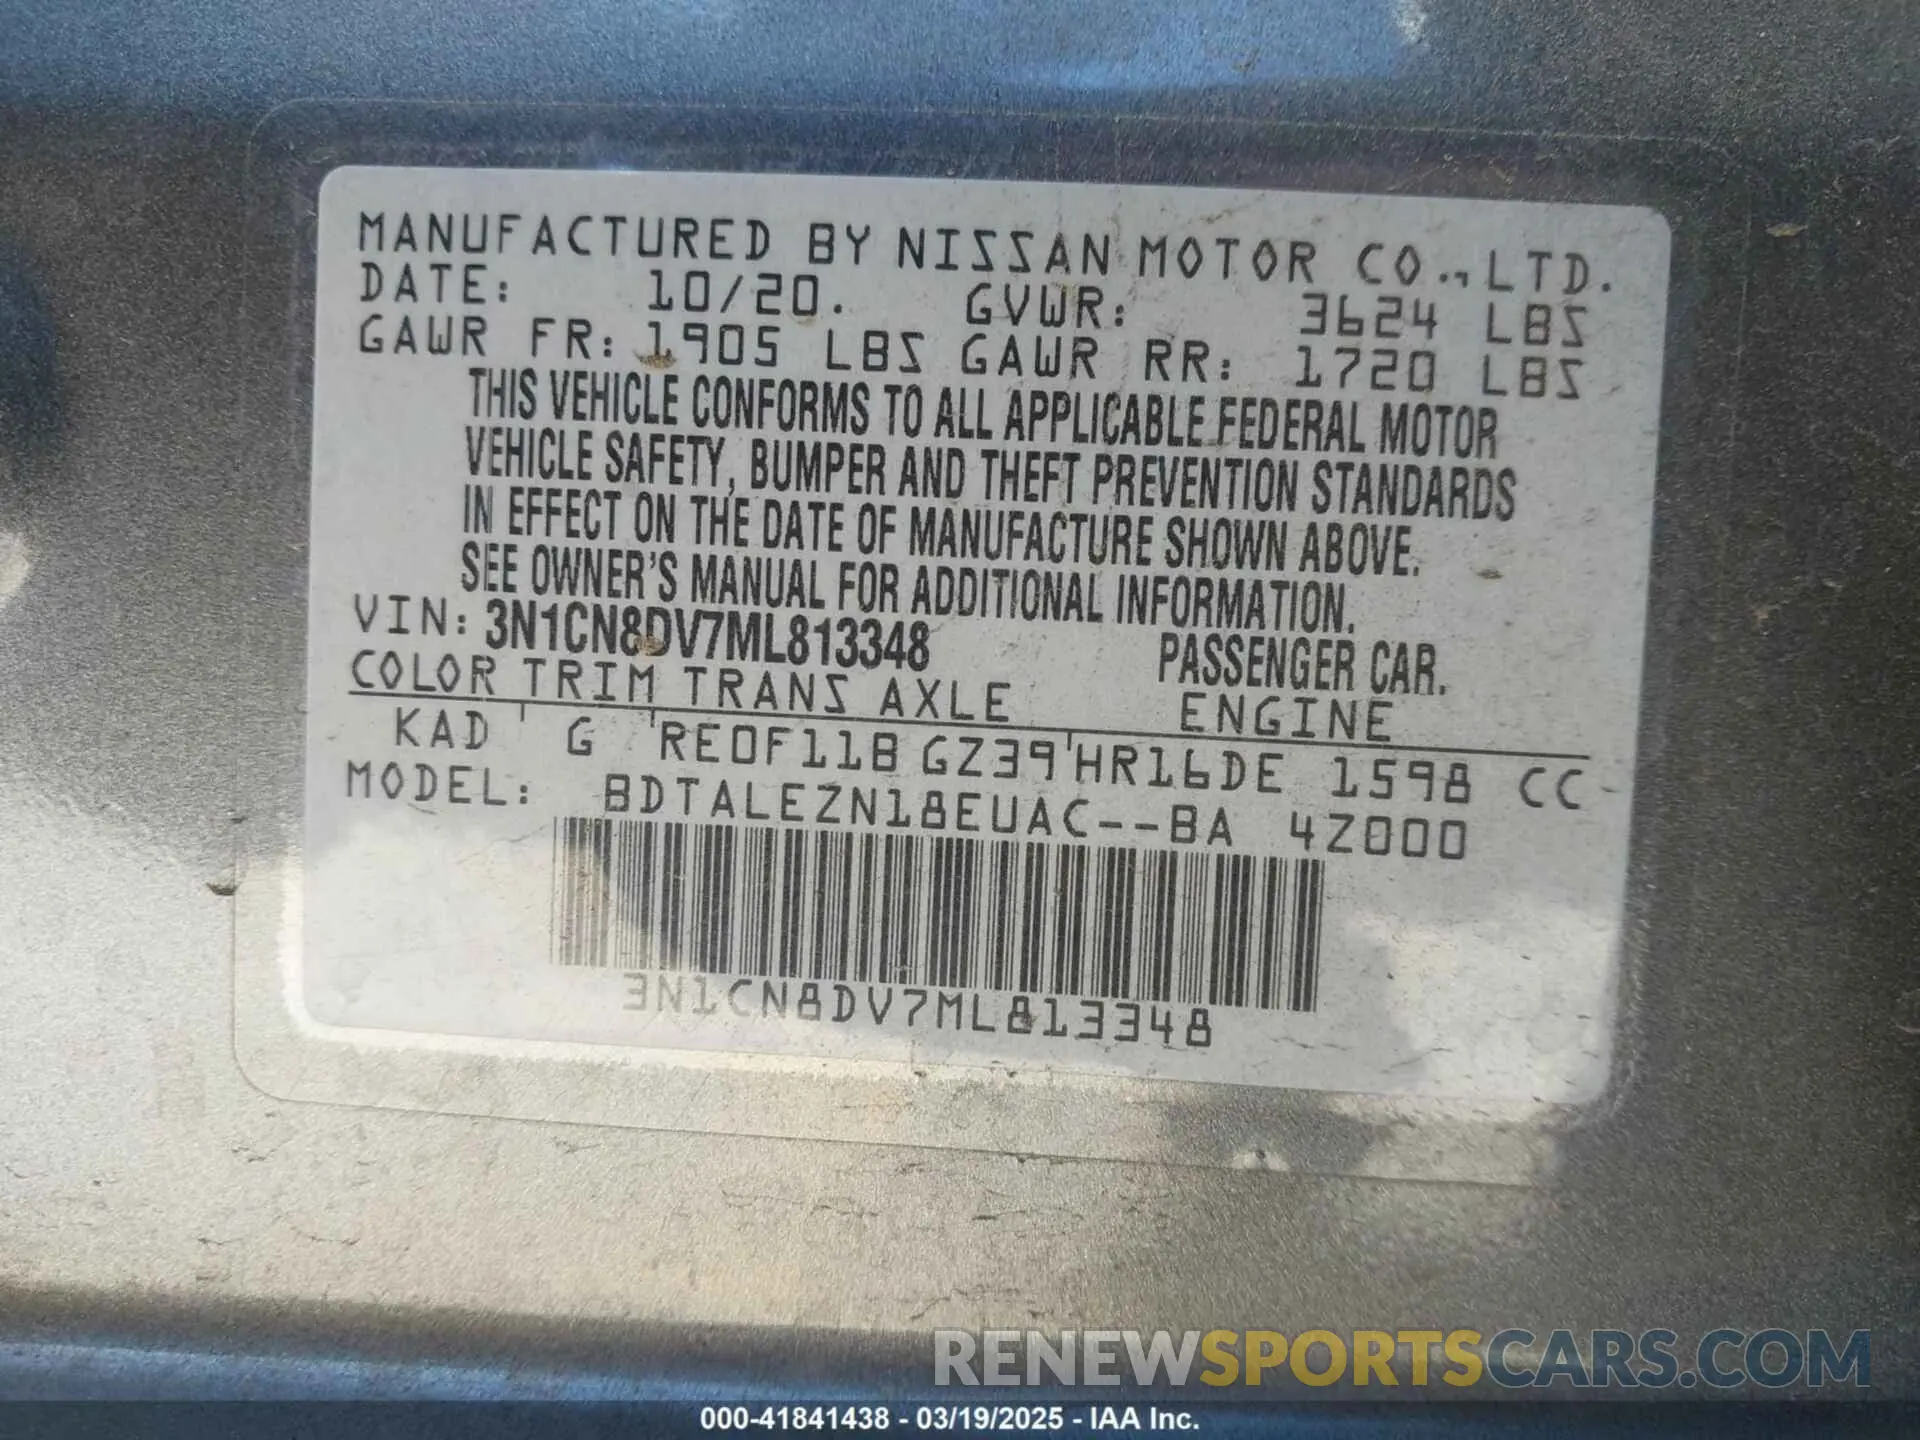 MANUFACTURED BY NISSAN MOTOR CO., LTD.
DATE: 10/20. GVWR: 3624 LBS
GAWR FR: 1905 LBS GAWR RR: 1720 LBS
THIS VEHICLE CONFORMS TO ALL APPLICABLE FEDERAL MOTOR
VEHICLE SAFETY, BUMPER AND THEFT PREVENTION STANDARDS
IN EFFECT ON THE DATE OF MANUFACTURE SHOWN ABOVE.
SEE OWNER'S MANUAL FOR ADDITIONAL INFORMATION.
VIN: 3N1CN8DV7ML813348 PASSENGER CAR.
COLOR TRIM TRANS AXLE ENGINE
KAD G RE0F11B GZ39 HR16DE 1598 CC
MODEL: BDTALEZN18EUAC--BA 4Z000
3N1CN8DV7ML813348
RENEWSPORTSCARS.COM
000-41841438 - 03/19/2025 - IAA Inc.